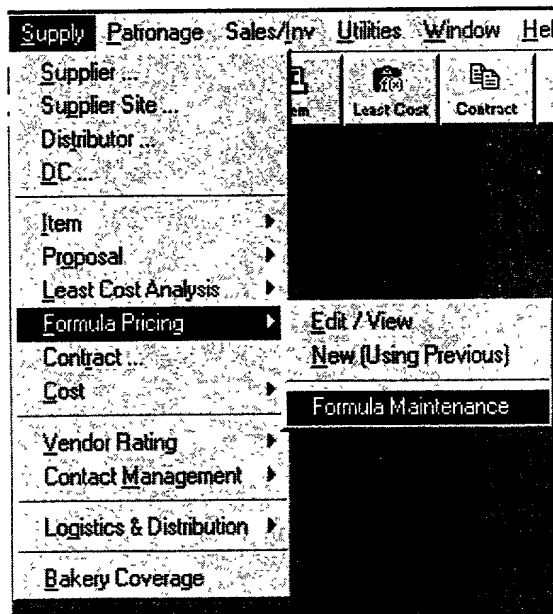 Supply Patronage Sales/Inv Utilities Window Hel
Supplier ...
Supplier Site ...
Distributor ...
DC ...
em Least Cost Contract
Item
Proposal
Least Cost Analysis
Formula Pricing
Contract ...
Cost
Vendor Rating
Contact Management
Logistics & Distribution
Bakery Coverage
Edit / View
New (Using Previous)
Formula Maintenance